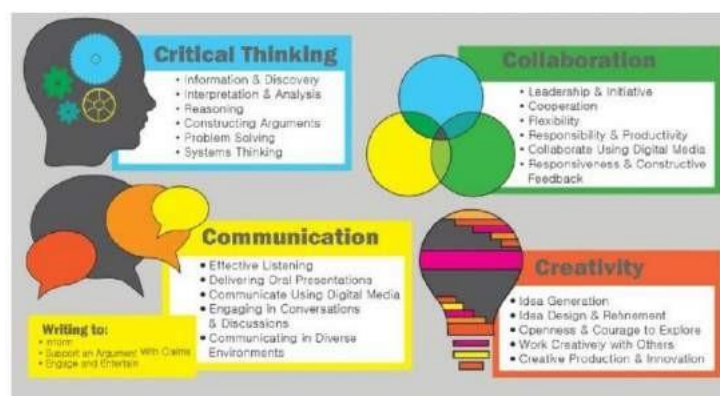 Critical Thinking
• Information & Discovery
• Interpretation & Analysis
• Reasoning
• Constructing Arguments
• Problem Solving
• Systems Thinking
Collaboration
• Leadership & Initiative
• Cooperation
• Flexibility
• Responsibility & Productivity
• Collaborate Using Digital Media
• Responsiveness & Constructive
Feedback
Communication
• Effective Listening
• Delivering Oral Presentations
• Communicate Using Digital Media
• Engaging in Conversations
& Discussions
• Communicating in Diverse
Environments
Writing to:
• Inform
• Support an Argument With Claims
• Engage and Entertain
Creativity
• Idea Generation
• Idea Design & Refinement
• Openness & Courage to Explore
• Work Creatively with Others
• Creative Production & Innovation